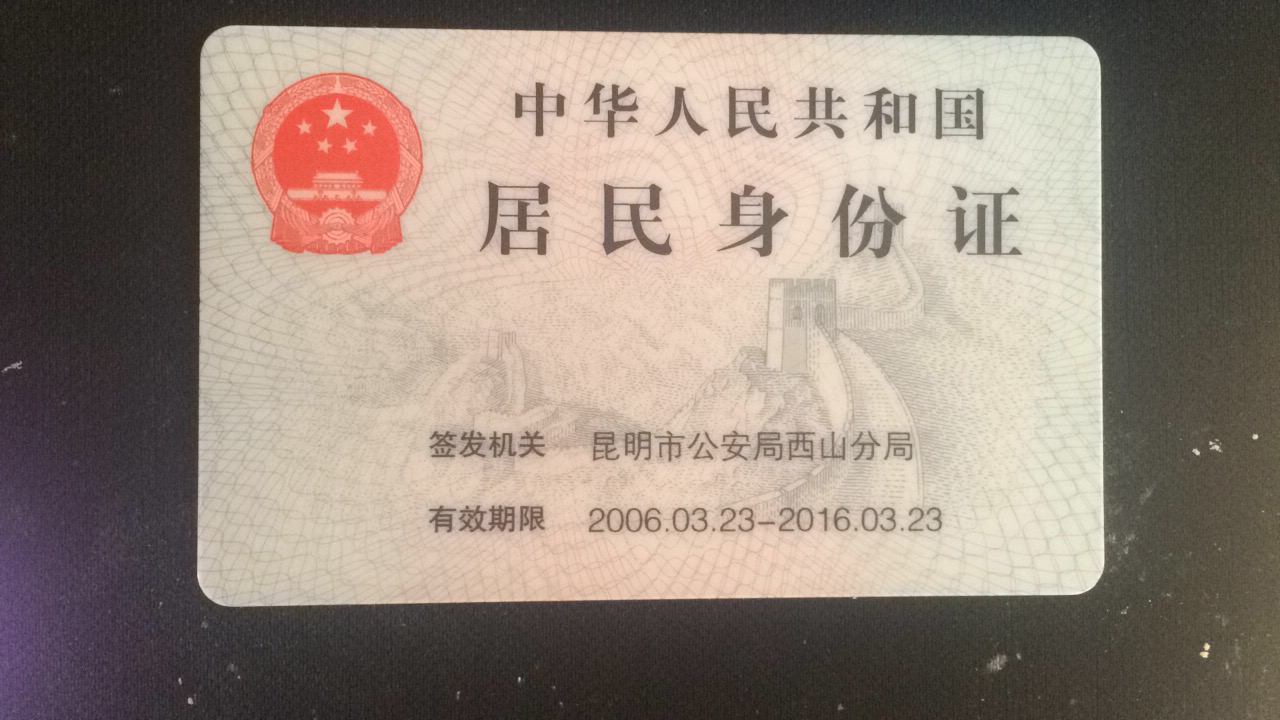 中华人民共和国
居民身份证
签发机关 昆明市公安局西山分局
有效期限 2006.03.23-2016.03.23